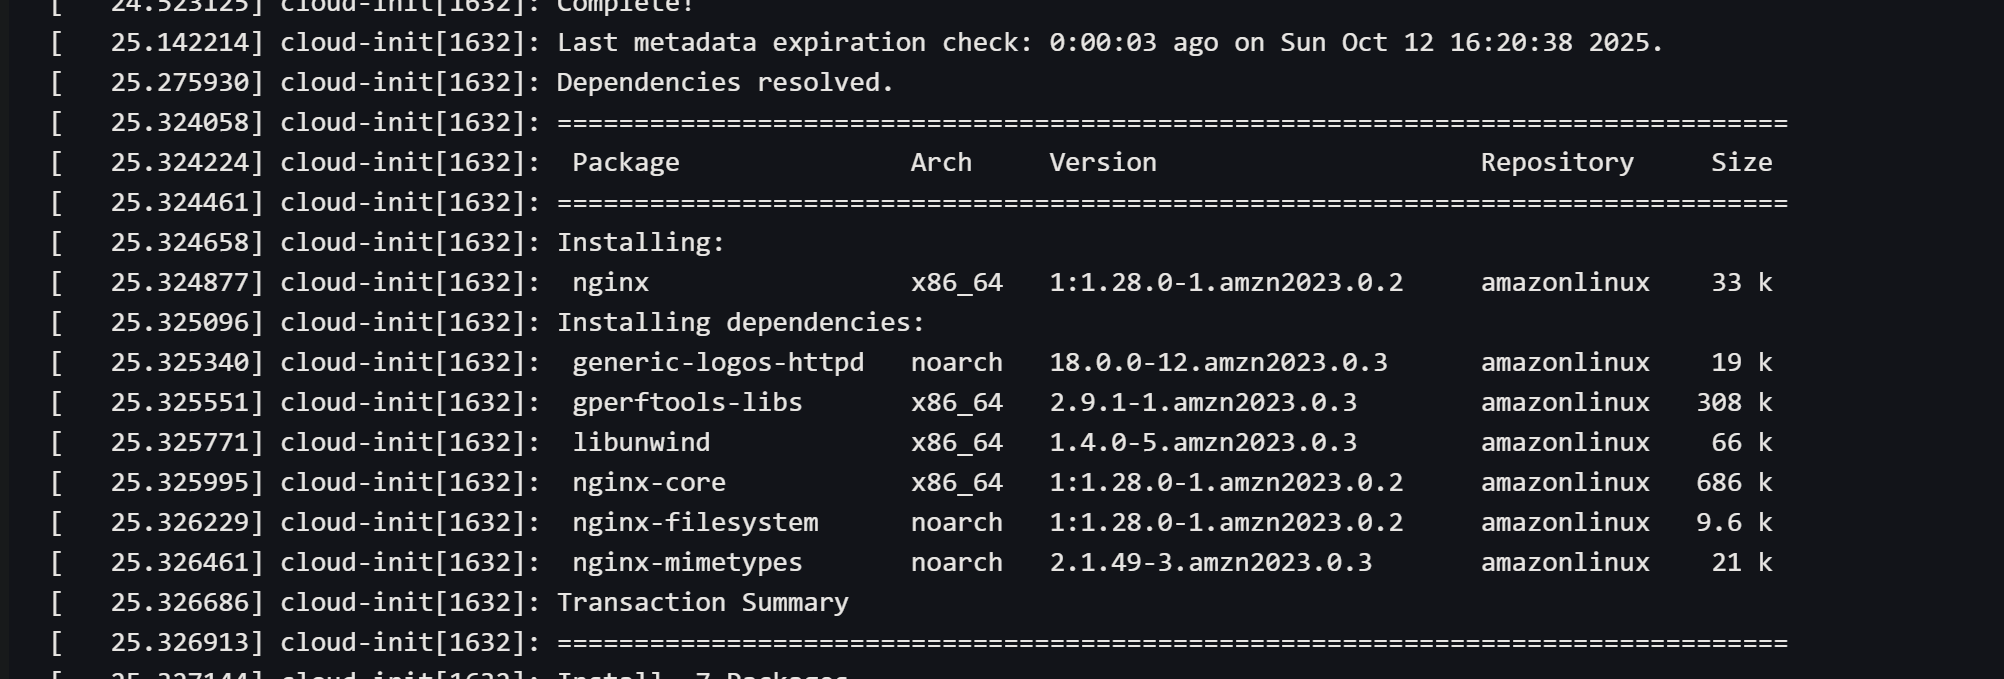 [   24.523125] cloud-init[1632]: Complete!
[   25.142214] cloud-init[1632]: Last metadata expiration check: 0:00:03 ago on Sun Oct 12 16:20:38 2025.
[   25.275930] cloud-init[1632]: Dependencies resolved.
[   25.324058] cloud-init[1632]: ================================================================================
[   25.324224] cloud-init[1632]:  Package               Arch     Version                     Repository     Size
[   25.324461] cloud-init[1632]: ================================================================================
[   25.324658] cloud-init[1632]: Installing:
[   25.324877] cloud-init[1632]:  nginx                 x86_64   1:1.28.0-1.amzn2023.0.2     amazonlinux    33 k
[   25.325096] cloud-init[1632]: Installing dependencies:
[   25.325340] cloud-init[1632]:  generic-logos-httpd   noarch   18.0.0-12.amzn2023.0.3      amazonlinux    19 k
[   25.325551] cloud-init[1632]:  gperftools-libs       x86_64   2.9.1-1.amzn2023.0.3        amazonlinux   308 k
[   25.325771] cloud-init[1632]:  libunwind             x86_64   1.4.0-5.amzn2023.0.3        amazonlinux    66 k
[   25.325995] cloud-init[1632]:  nginx-core            x86_64   1:1.28.0-1.amzn2023.0.2     amazonlinux   686 k
[   25.326229] cloud-init[1632]:  nginx-filesystem      noarch   1:1.28.0-1.amzn2023.0.2     amazonlinux   9.6 k
[   25.326461] cloud-init[1632]:  nginx-mimetypes       noarch   2.1.49-3.amzn2023.0.3       amazonlinux    21 k
[   25.326686] cloud-init[1632]: Transaction Summary
[   25.326913] cloud-init[1632]: ================================================================================
[   25.327144] cloud-init[1632]: Install  7 Packages